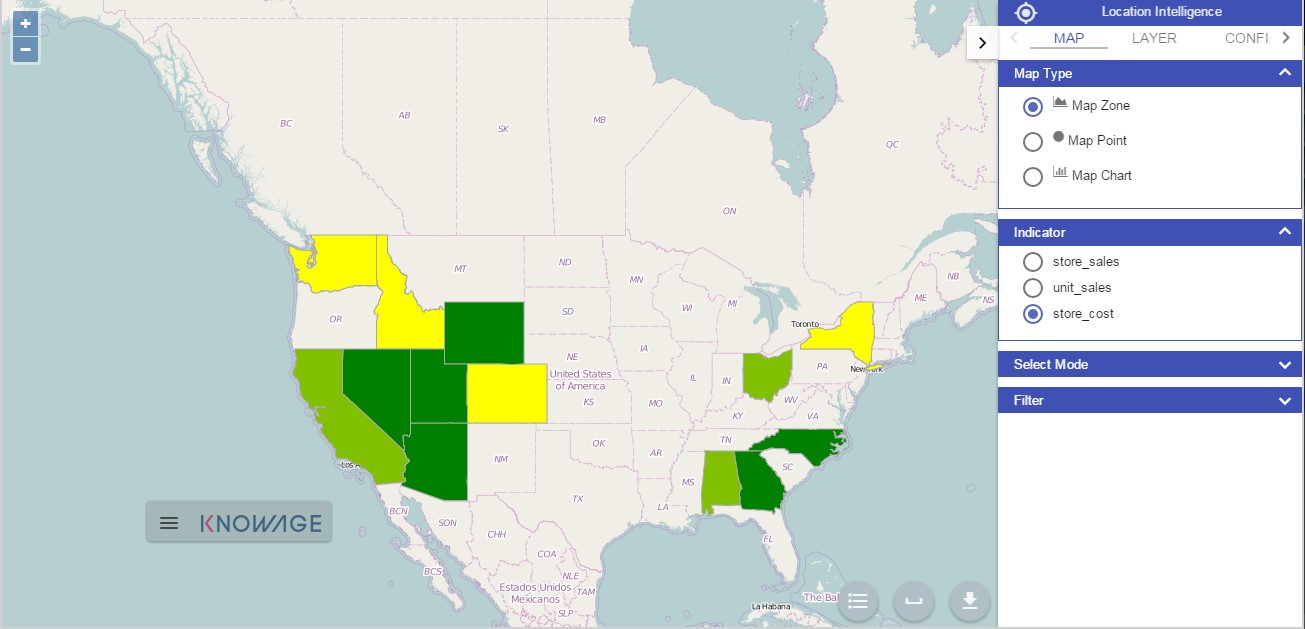 +
−
BC
AB
SK
MB
QC
ON
NB
NS
ME
MT
ND
MN
OR
SD
WI
MI
Toronto
IA
NE
PA
New York
United States
of America
IL
IN
KS
MO
WV
KY
VA
OK
TN
NM
AR
SC
Los A
MS
TX
LA
BCN
SON
CHH
FL
COA
BCS
NLE
Estados Unidos
Mexicanos
TAM
SLP
La Habana
The Ba
KNOWAGE
Location Intelligence
MAP LAYER CONFI
Map Type
Map Zone
Map Point
Map Chart
Indicator
store_sales
unit_sales
store_cost
Select Mode
Filter